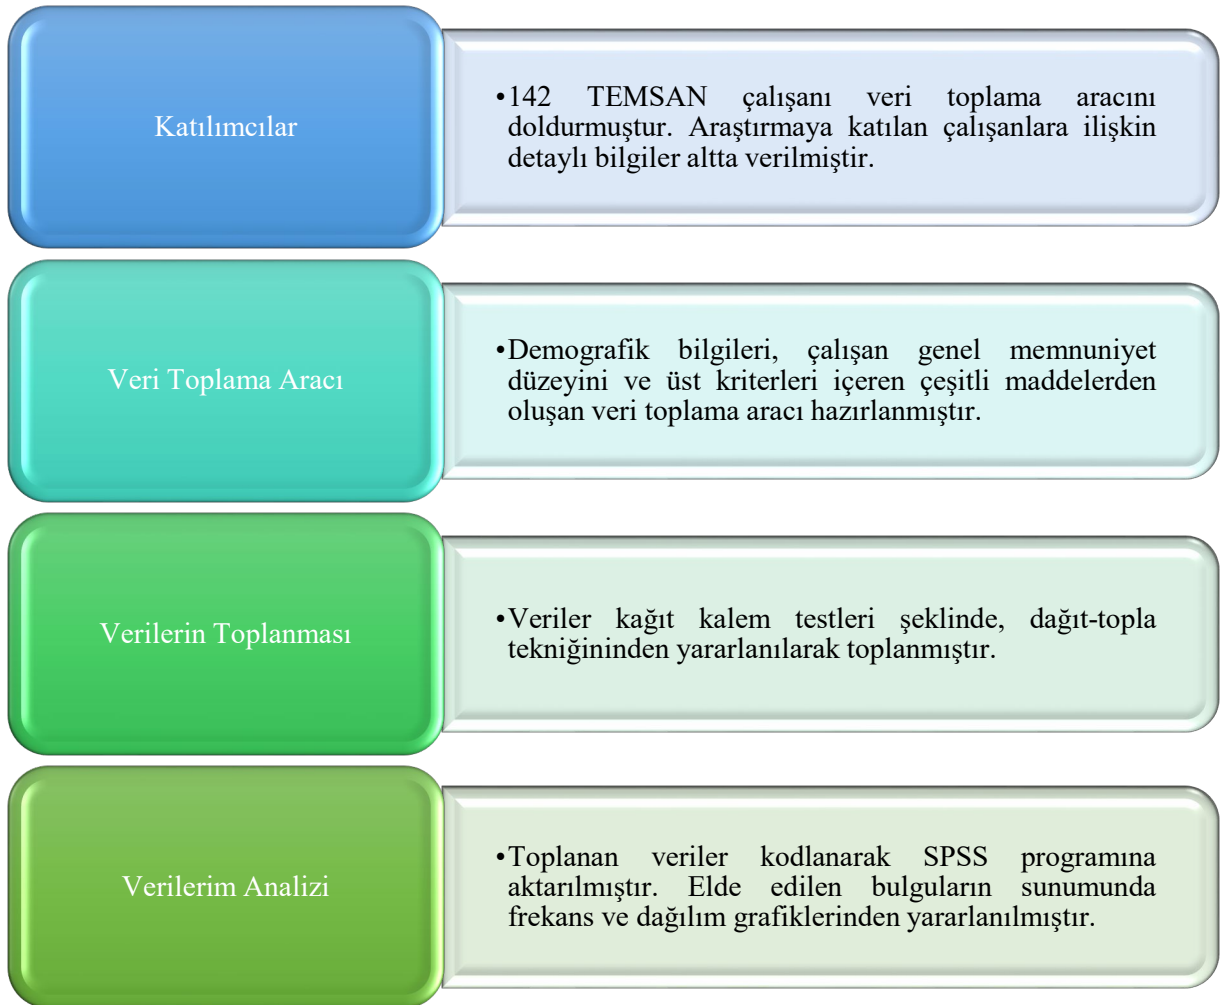 Katılımcılar
•142 TEMSAN çalışanı veri toplama aracını
doldurmuştur. Araştırmaya katılan çalışanlara ilişkin
detaylı bilgiler altta verilmiştir.
Veri Toplama Aracı
•Demografik bilgileri, çalışan genel memnuniyet
düzeyini ve üst kriterleri içeren çeşitli maddelerden
oluşan veri toplama aracı hazırlanmıştır.
Verilerin Toplanması
•Veriler kağıt kalem testleri şeklinde, dağıt-topla
tekniğininden yararlanılarak toplanmıştır.
Verilerim Analizi
•Toplanan veriler kodlanarak SPSS programına
aktarılmıştır. Elde edilen bulguların sunumunda
frekans ve dağılım grafiklerinden yararlanılmıştır.